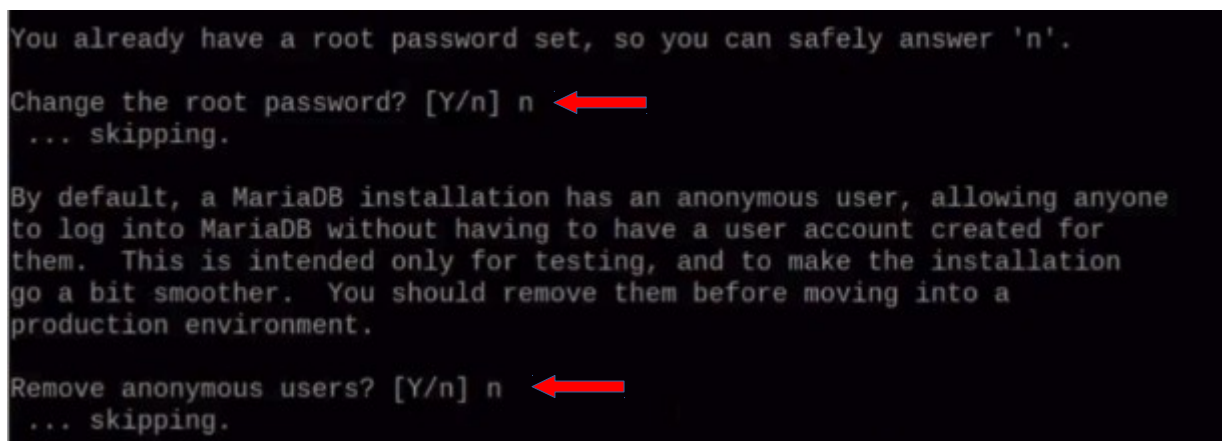 You already have a root password set, so you can safely answer 'n'.
Change the root password? [Y/n] n
... skipping.
By default, a MariaDB installation has an anonymous user, allowing anyone
to log into MariaDB without having to have a user account created for
them.  This is intended only for testing, and to make the installation
go a bit smoother.  You should remove them before moving into a
production environment.
Remove anonymous users? [Y/n] n
... skipping.